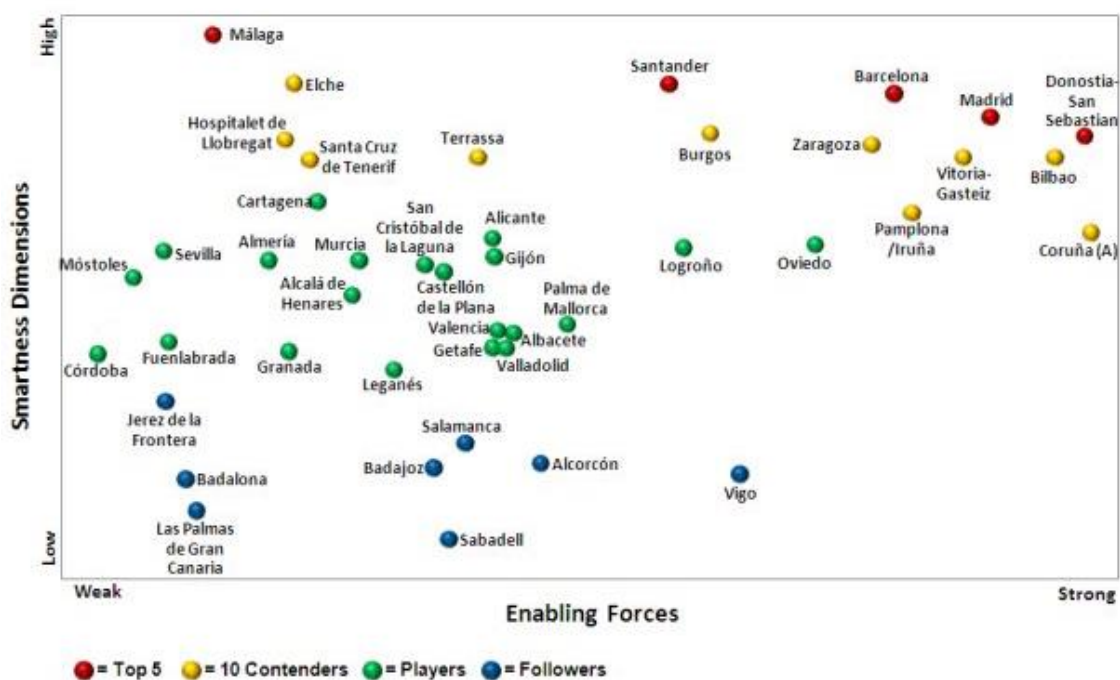 High
Málaga
Santander
Barcelona
Donostia-
San
Sebastian
Elche
Madrid
Hospitalet de
Llobregat
Santa Cruz
de Tenerif
Terrassa
Burgos
Zaragoza
Vitoria-
Gasteiz
Bilbao
Cartagena
San
Cristóbal de
la Laguna
Alicante
Pamplona
/Iruña
Coruña (A)
Móstoles
Sevilla
Almería
Murcia
Gijón
Logroño
Oviedo
Alcalá de
Henares
Castellón
de la Plana
Palma de
Mallorca
Valencia
Albacete
Getafe
Valladolid
Córdoba
Fuenlabrada
Granada
Leganés
Jerez de la
Frontera
Salamanca
Badajoz
Alcorcón
Vigo
Badalona
Las Palmas
de Gran
Canaria
Sabadell
Smartness Dimensions
Low
Weak
Strong
Enabling Forces
= Top 5
= 10 Contenders
= Players
= Followers